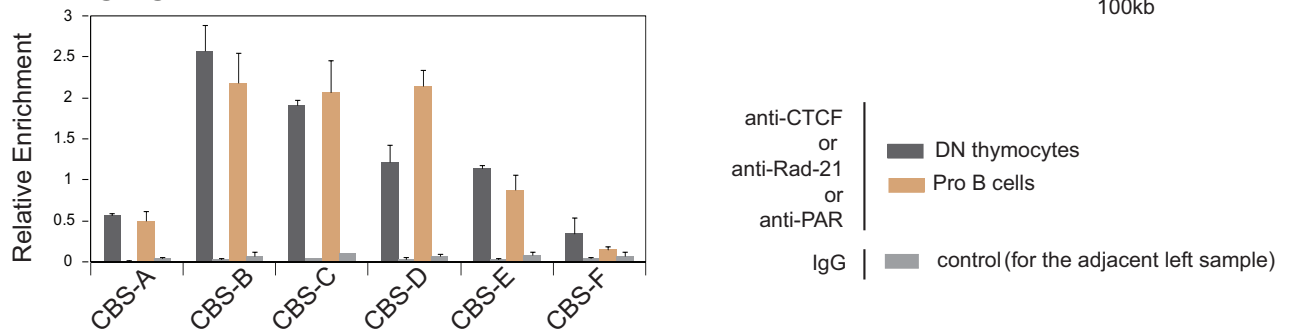 100kb
3
2.5
2
1.5
1
0.5
0
Relative Enrichment
CBS-A
CBS-B
CBS-C
CBS-D
CBS-E
CBS-F
anti-CTCF
or
anti-Rad-21
or
anti-PAR
DN thymocytes
Pro B cells
IgG
control (for the adjacent left sample)